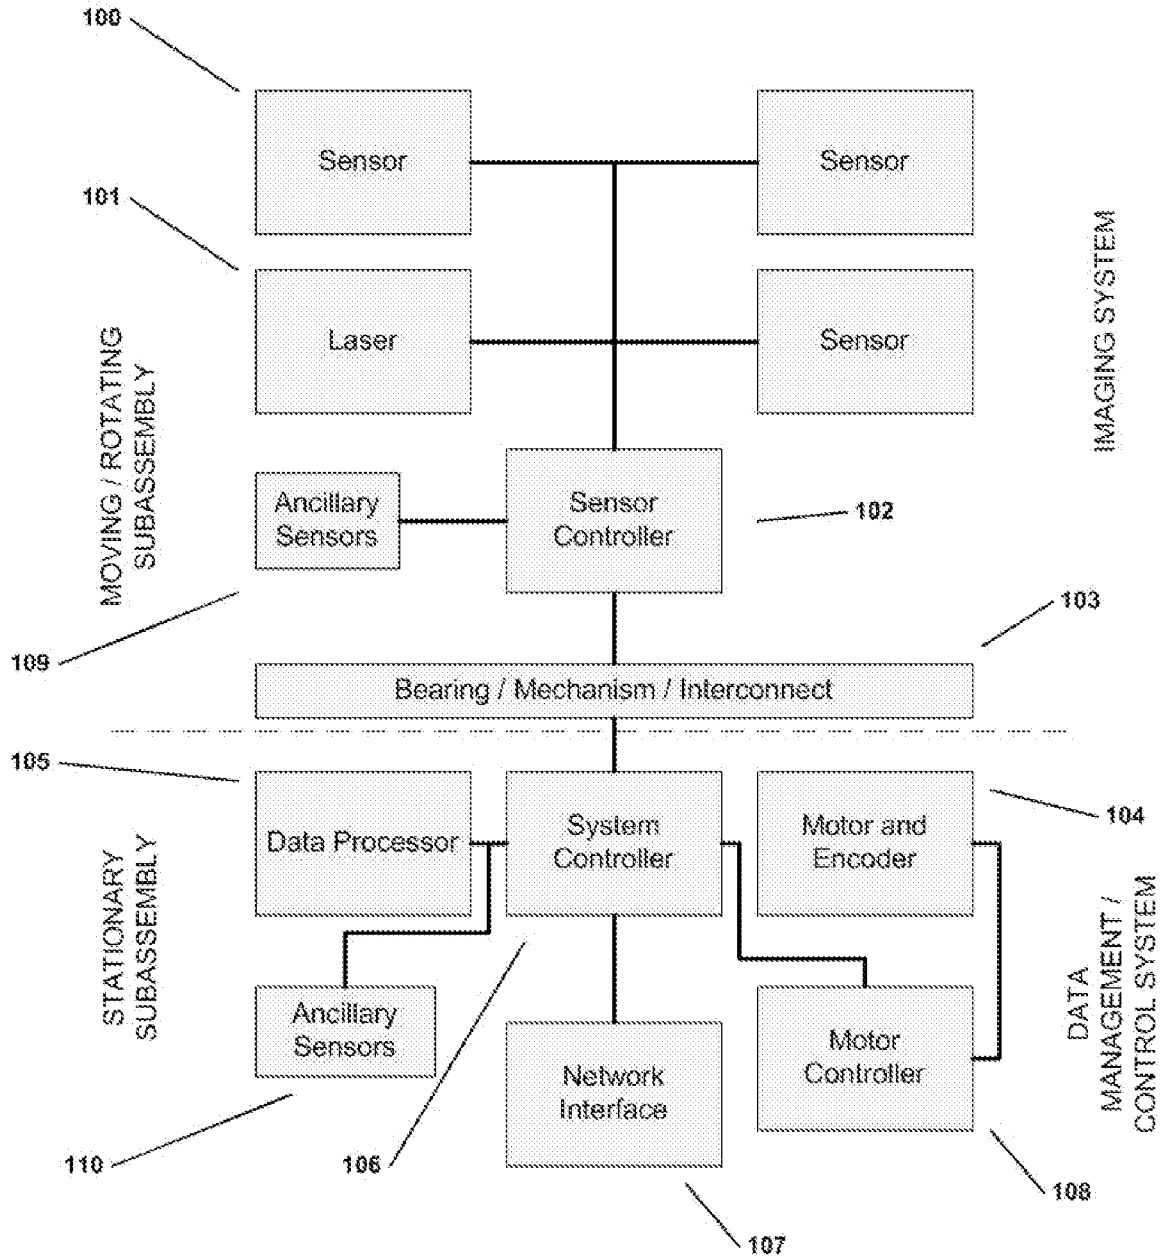 100
Sensor
Sensor
101
Laser
Sensor
IMAGING SYSTEM
MOVING / ROTATING
SUBASSEMBLY
Ancillary
Sensors
Sensor
Controller
102
109
103
Bearing / Mechanism / Interconnect
105
Data Processor
System
Controller
Motor and
Encoder
104
STATIONARY
SUBASSEMBLY
Ancillary
Sensors
Network
Interface
Motor
Controller
DATA
MANAGEMENT /
CONTROL SYSTEM
110
106
107
108